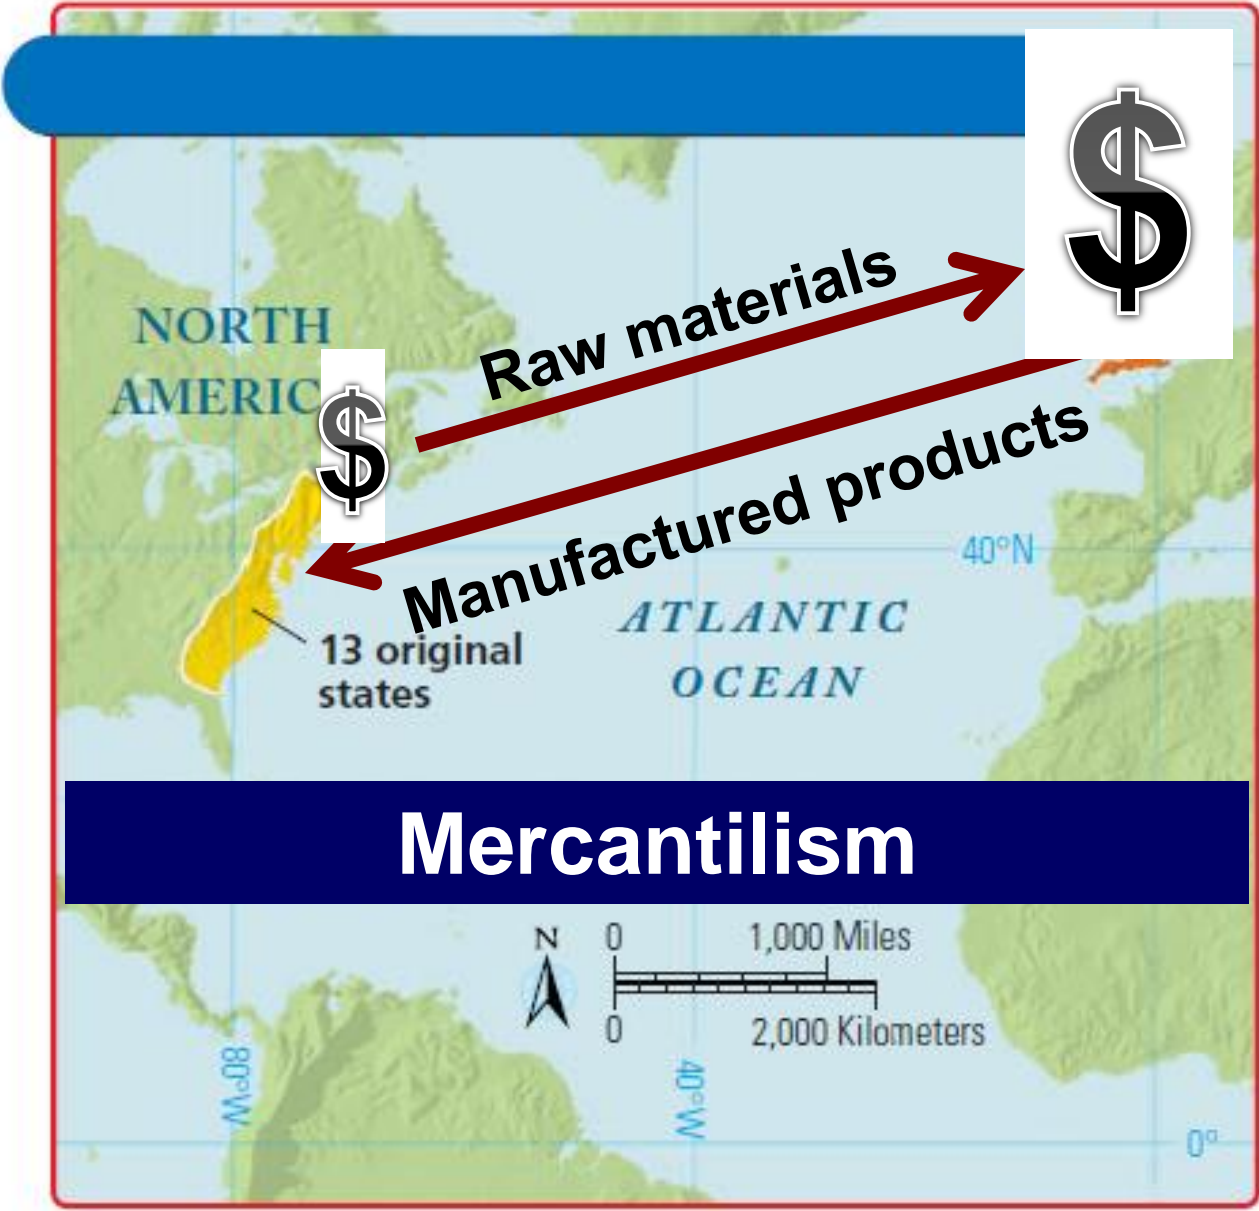 $
Raw materials
NORTH
AMERIC
$
Manufactured products
40°N
ATLANTIC
OCEAN
13 original
states
Mercantilism
N
0 1,000 Miles
0 2,000 Kilometers
80°W
40°W
0°